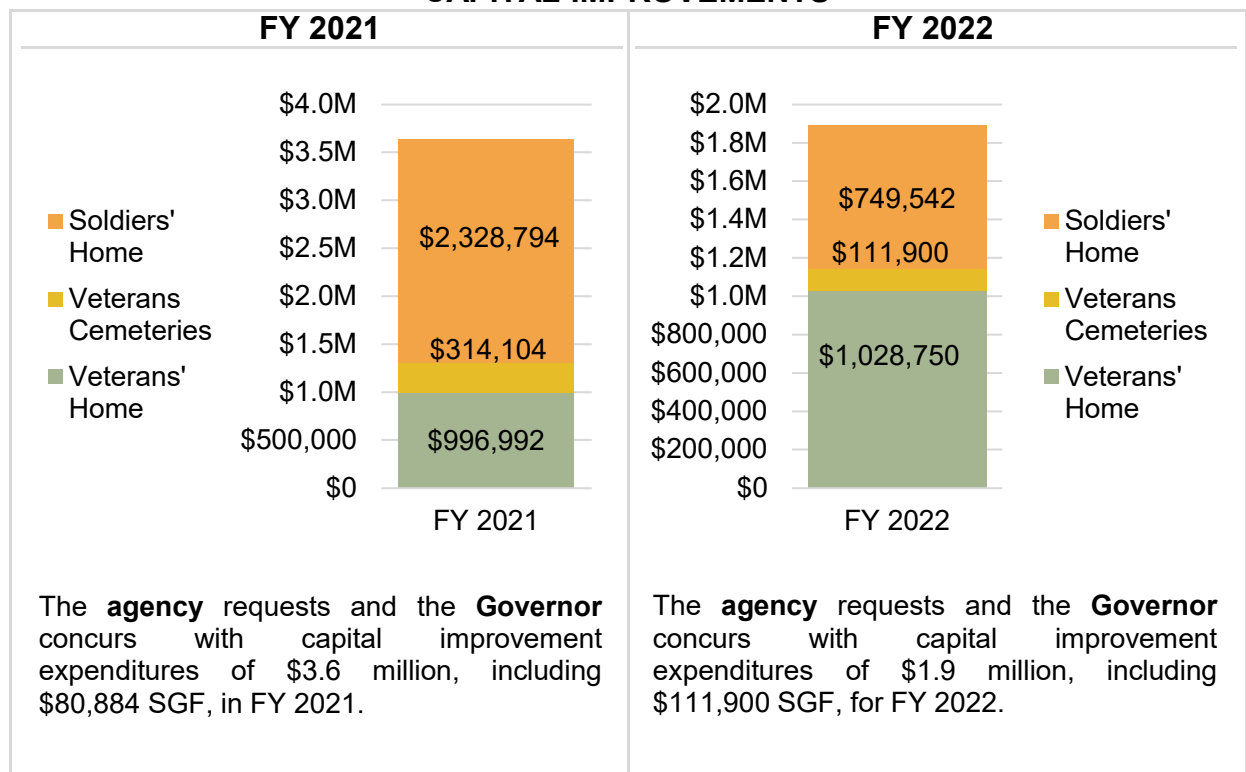 FY 2021
$4.0M
$3.5M
$3.0M
$2.5M
$2.0M
$1.5M
$1.0M
$500,000
$0
Soldiers'
Home
Veterans
Cemeteries
Veterans'
Home
$2,328,794
$314,104
$996,992
FY 2021
The agency requests and the Governor
concurs with capital improvement
expenditures of $3.6 million, including
$80,884 SGF, in FY 2021.
FY 2022
$2.0M
$1.8M
$1.6M
$1.4M
$1.2M
$1.0M
$800,000
$600,000
$400,000
$200,000
$0
$749,542
$111,900
$1,028,750
FY 2022
Soldiers'
Home
Veterans
Cemeteries
Veterans'
Home
The agency requests and the Governor
concurs with capital improvement
expenditures of $1.9 million, including
$111,900 SGF, for FY 2022.